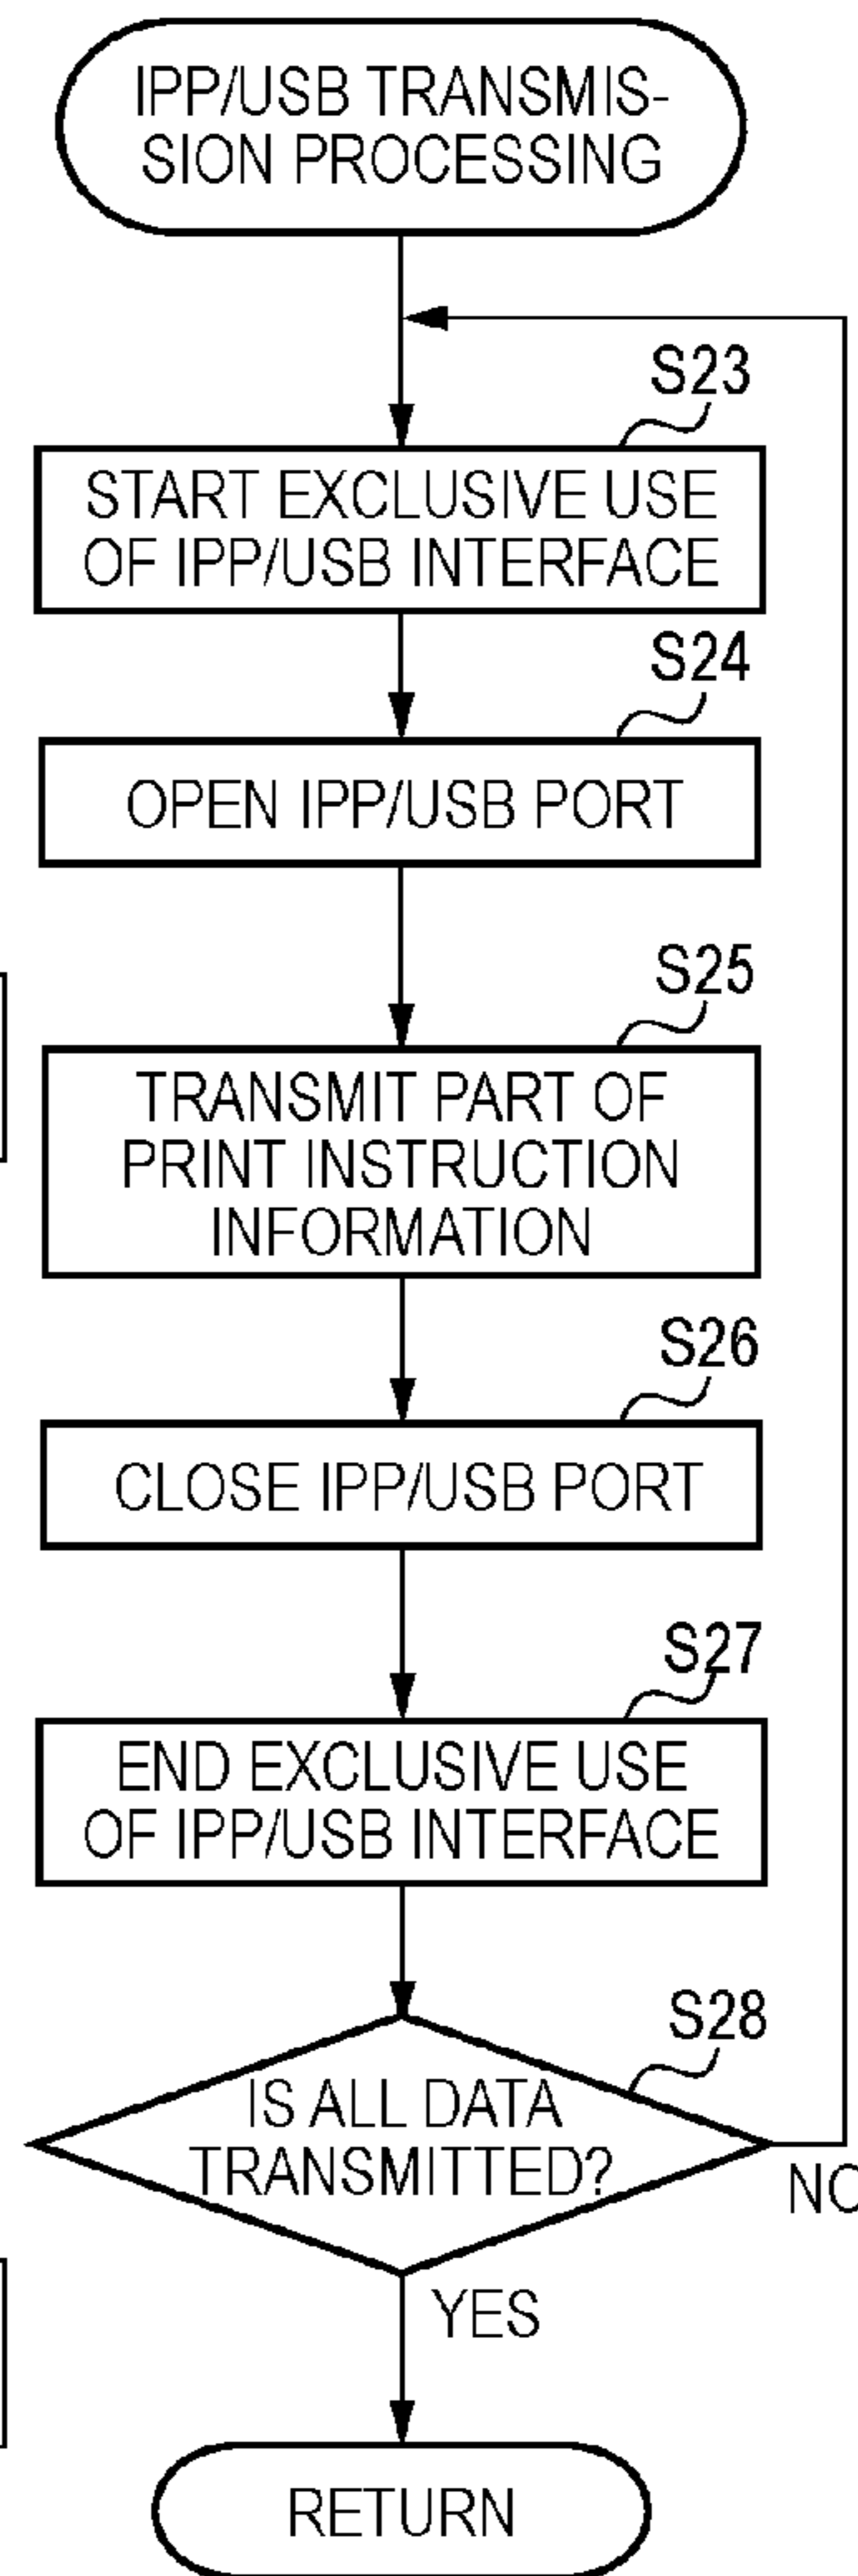 IPP/USB TRANSMIS-
SION PROCESSING
S23
START EXCLUSIVE USE
OF IPP/USB INTERFACE
S24
OPEN IPP/USB PORT
S25
TRANSMIT PART OF
PRINT INSTRUCTION
INFORMATION
S26
CLOSE IPP/USB PORT
S27
END EXCLUSIVE USE
OF IPP/USB INTERFACE
S28
IS ALL DATA
TRANSMITTED?
NO
YES
RETURN